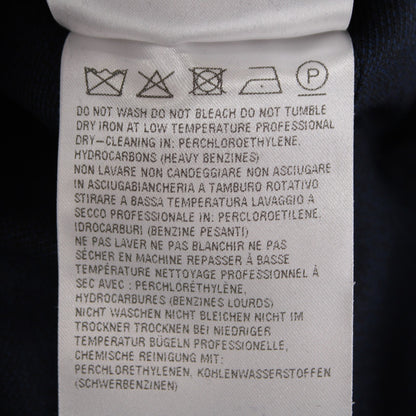 P
DO NOT WASH DO NOT BLEACH DO NOT TUMBLE
DRY IRON AT LOW TEMPERATURE PROFESSIONAL
DRY-CLEANING IN: PERCHLOROETHYLENE,
HYDROCARBONS (HEAVY BENZINES)
NON LAVARE NON CANDEGGIARE NON ASCIUGARE
IN ASCIUGABIANCHERIA A TAMBURO ROTATIVO
STIRARE A BASSA TEMPERATURA LAVAGGIO A
SECCO PROFESSIONALE IN: PERCLOROETILENE,
IDROCARBURI (BENZINE PESANTI)
NE PAS LAVER NE PAS BLANCHIR NE PAS
SÉCHER EN MACHINE REPASSER À BASSE
TEMPÉRATURE NETTOYAGE PROFESSIONNEL À
SEC AVEC : PERCHLORÉTHYLÈNE,
HYDROCARBURES (BENZINES LOURDS)
NICHT WASCHEN NICHT BLEICHEN NICHT IM
TROCKNER TROCKNEN BEI NIEDRIGER
TEMPERATUR BÜGELN PROFESSIONELLE,
CHEMISCHE REINIGUNG MIT:
PERCHLORETHYLENEN, KOHLENWASSERSTOFFEN
(SCHWERBENZINEN)